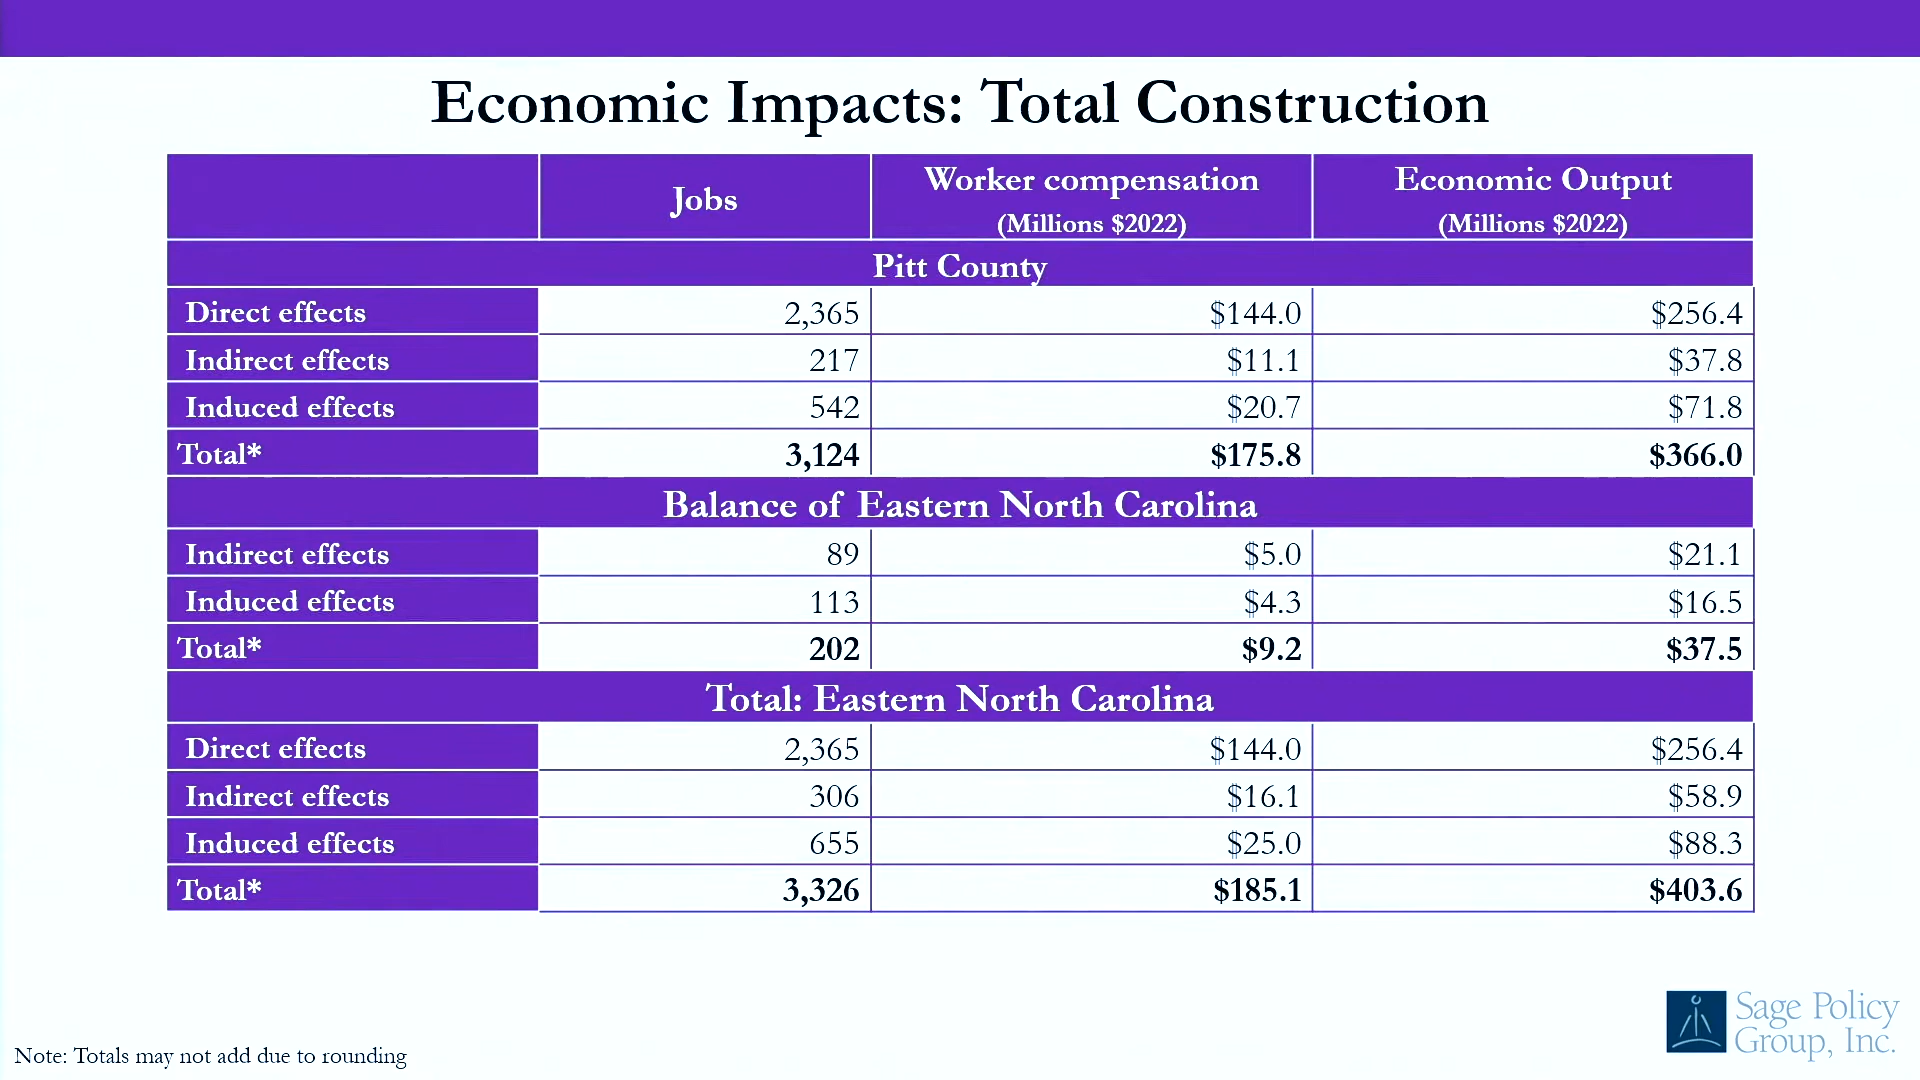 Economic Impacts: Total Construction
Jobs
Worker compensation
(Millions $2022)
Economic Output
(Millions $2022)
Pitt County
Direct effects 2,365 $144.0 $256.4
Indirect effects 217 $11.1 $37.8
Induced effects 542 $20.7 $71.8
Total* 3,124 $175.8 $366.0
Balance of Eastern North Carolina
Indirect effects 89 $5.0 $21.1
Induced effects 113 $4.3 $16.5
Total* 202 $9.2 $37.5
Total: Eastern North Carolina
Direct effects 2,365 $144.0 $256.4
Indirect effects 306 $16.1 $58.9
Induced effects 655 $25.0 $88.3
Total* 3,326 $185.1 $403.6
Sage Policy
Group, Inc.
Note: Totals may not add due to rounding